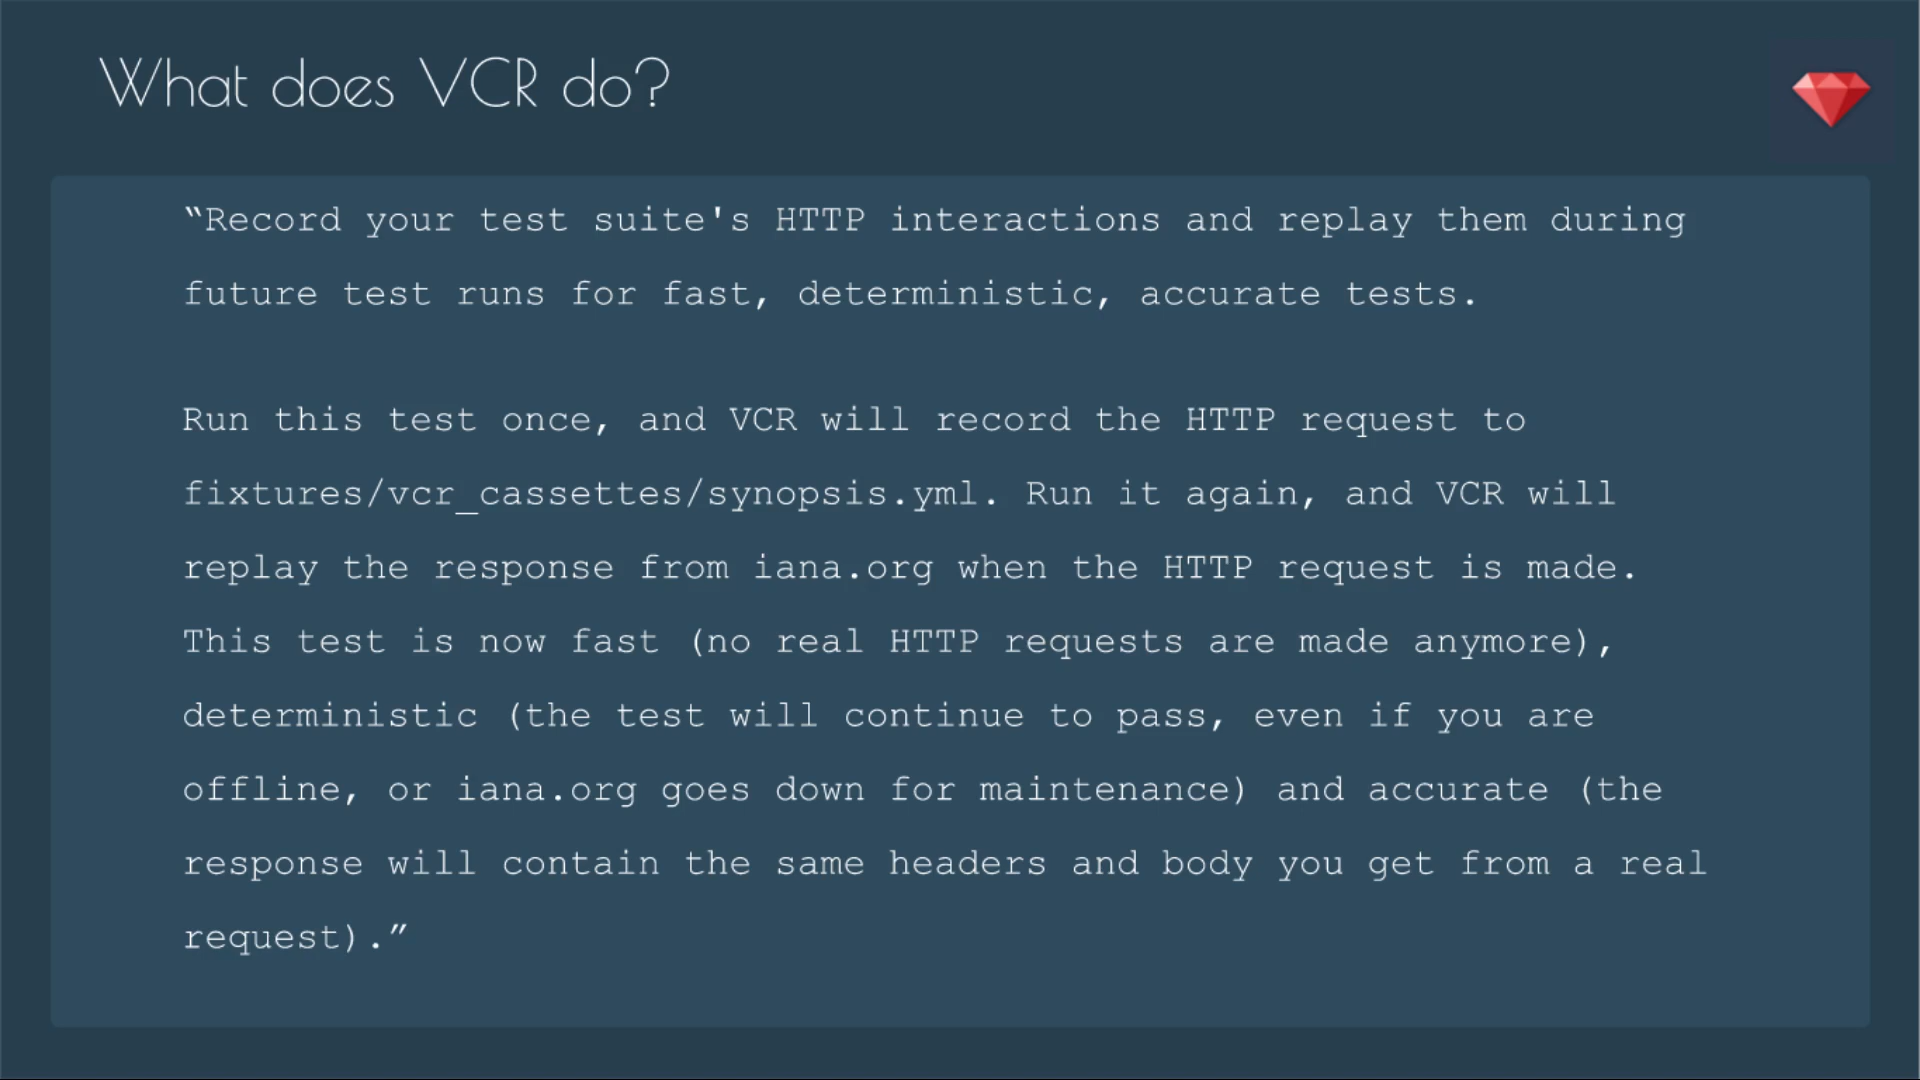 What does VCR do?
“Record your test suite's HTTP interactions and replay them during
future test runs for fast, deterministic, accurate tests.
Run this test once, and VCR will record the HTTP request to
fixtures/vcr_cassettes/synopsis.yml. Run it again, and VCR will
replay the response from iana.org when the HTTP request is made.
This test is now fast (no real HTTP requests are made anymore),
deterministic (the test will continue to pass, even if you are
offline, or iana.org goes down for maintenance) and accurate (the
response will contain the same headers and body you get from a real
request).”